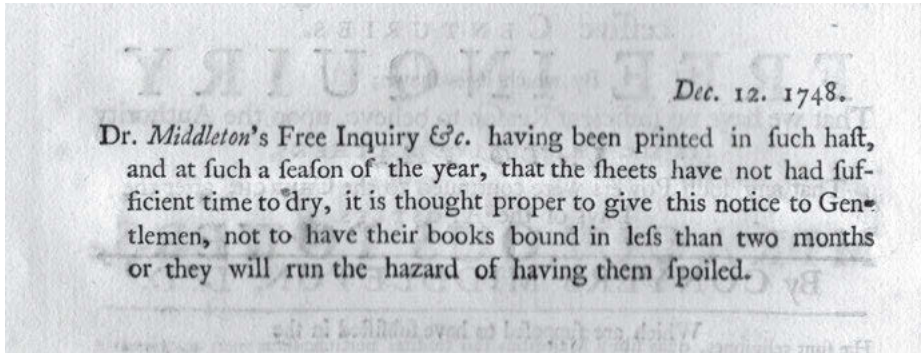 Dec. 12. 1748.
Dr. Middleton's Free Inquiry &c. having been printed in ſuch haſt,
and at ſuch a ſeaſon of the year, that the ſheets have not had ſuf-
ficient time to dry, it is thought proper to give this notice to Gen-
tlemen, not to have their books bound in leſs than two months
or they will run the hazard of having them ſpoiled.